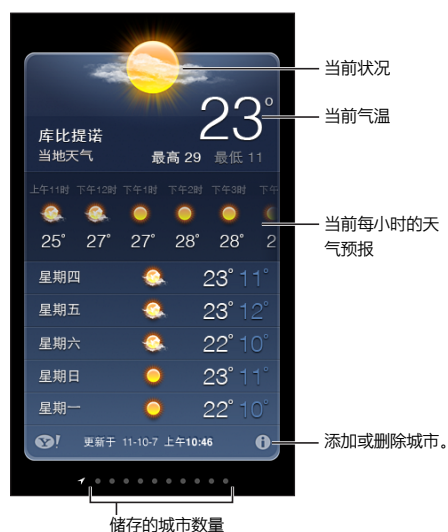 当前状况
23°
当前气温
库比提诺
当地天气
最高 29 最低 11
上午11时 下午12时 下午1时 下午2时 下午3时 下午
25° 27° 27° 28° 28° 2
当前每小时的天
气预报
星期四 23° 11°
星期五 23° 12°
星期六 22° 10°
星期日 23° 11°
星期一 22° 10°
Y! 更新于 11-10-7 上午10:46
添加或删除城市。
储存的城市数量